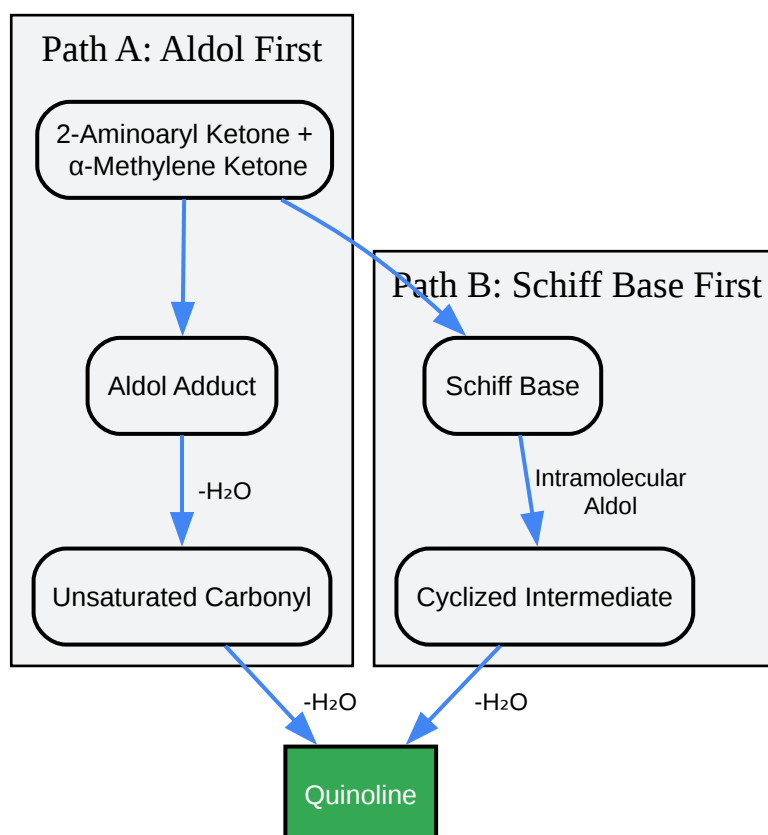 Path A: Aldol First
2-Aminoaryl Ketone +
α-Methylene Ketone
Path B: Schiff Base First
Aldol Adduct
Schiff Base
-H₂O
Intramolecular
Aldol
Unsaturated Carbonyl
Cyclized Intermediate
-H₂O
-H₂O
Quinoline